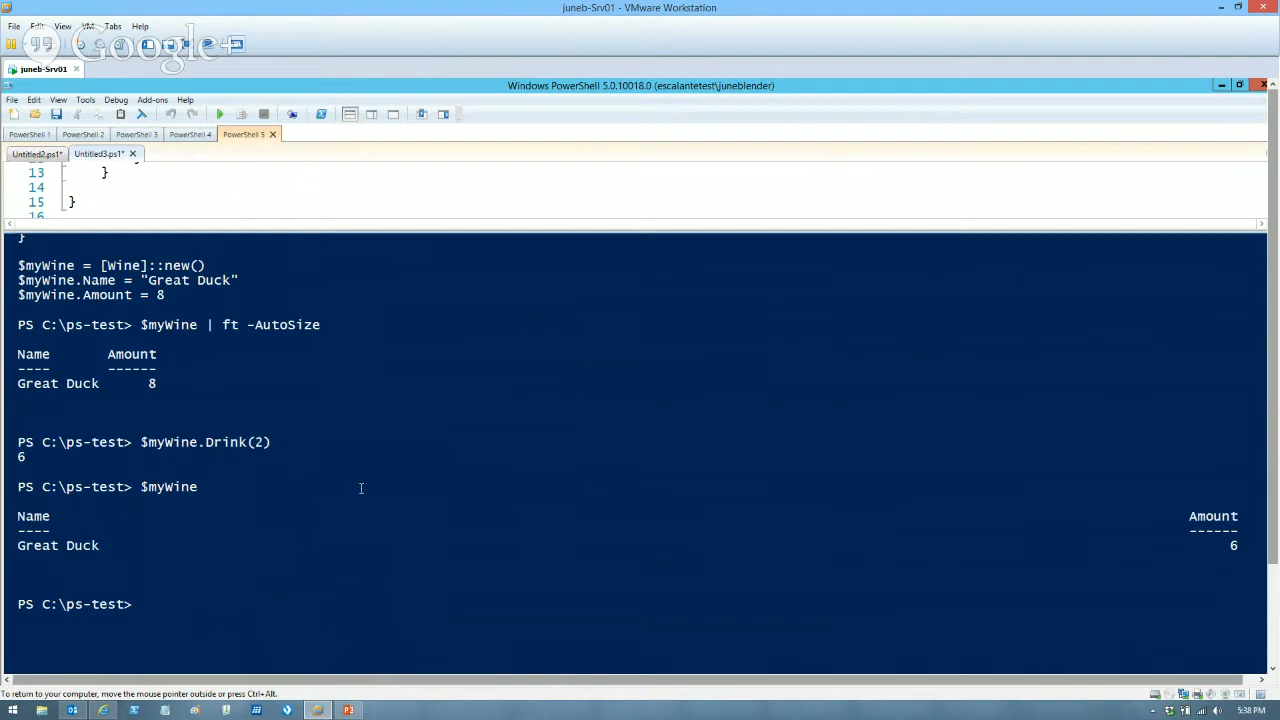 juneb-Srv01 - VMware Workstation
File Edit View VM Tabs Help
Google+
juneb-Srv01
Windows PowerShell 5.0.10018.0 (escalantetest\juneblender)
File Edit View Tools Debug Add-ons Help
PowerShell 1 PowerShell 2 PowerShell 3 PowerShell 4 PowerShell 5
Untitled2.ps1* Untitled3.ps1*
13 }
14
15 }
16
}
$myWine = [Wine]::new()
$myWine.Name = "Great Duck"
$myWine.Amount = 8
PS C:\ps-test> $myWine | ft -AutoSize
Name Amount
---- ------
Great Duck 8
PS C:\ps-test> $myWine.Drink(2)
6
PS C:\ps-test> $myWine
Name Amount
---- ------
Great Duck 6
PS C:\ps-test>
To return to your computer, move the mouse pointer outside or press Ctrl+Alt.
5:38 PM